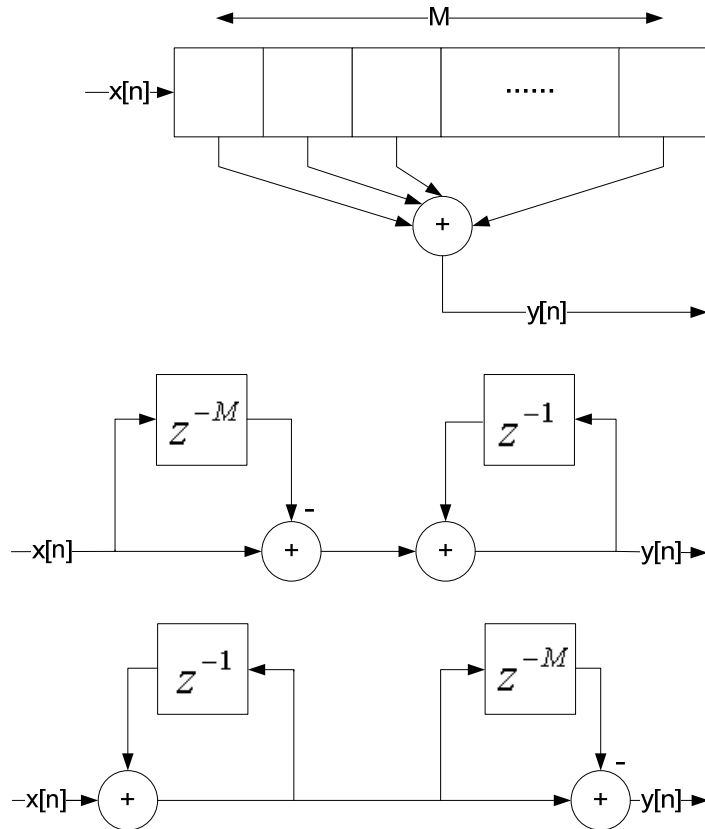 M
x[n]
......
+
y[n]
z^{-M}
z^{-1}
-
x[n]
+
+
y[n]
z^{-1}
z^{-M}
-
x[n]
+
+
y[n]